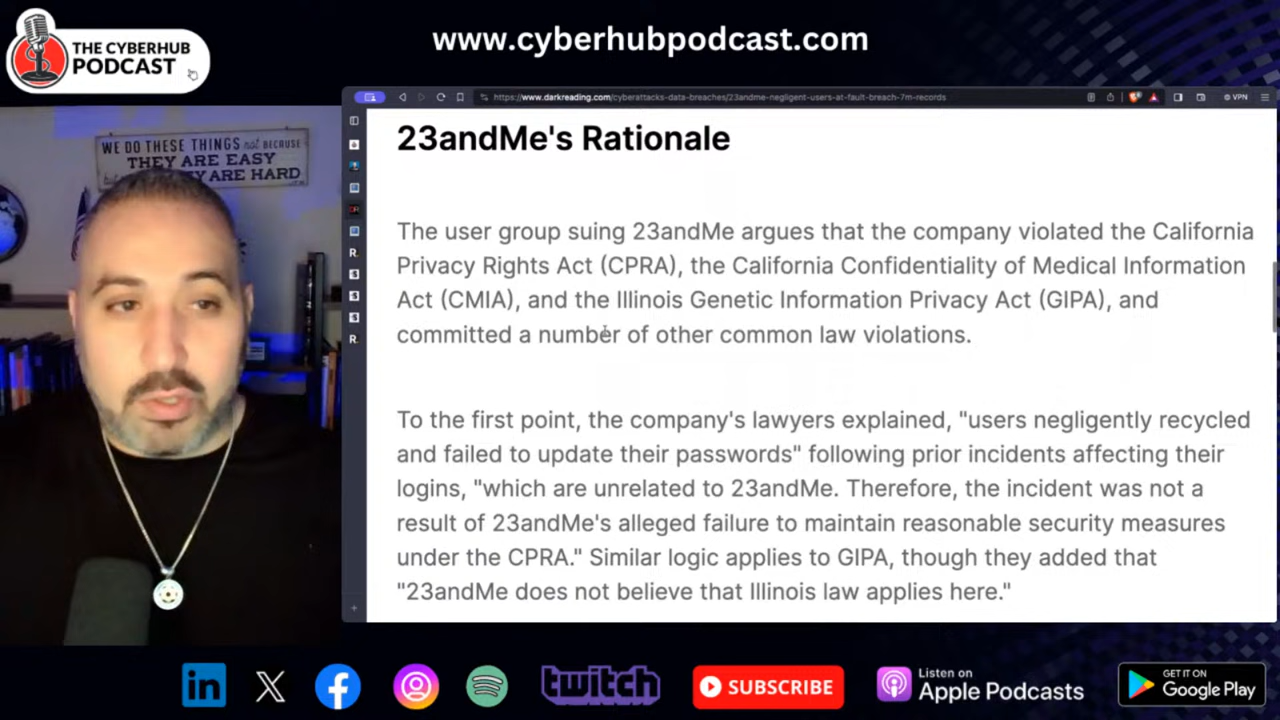 THE CYBERHUB
PODCAST
www.cyberhubpodcast.com
https://www.darkreading.com/cyberattacks-data-breaches/23andme-negligent-users-at-fault-breach-7m-records
VPN
WE DO THESE THINGS not BECAUSE
THEY ARE EASY
ARE HARD
R.
R.
23andMe's Rationale
The user group suing 23andMe argues that the company violated the California
Privacy Rights Act (CPRA), the California Confidentiality of Medical Information
Act (CMIA), and the Illinois Genetic Information Privacy Act (GIPA), and
committed a number of other common law violations.
To the first point, the company's lawyers explained, "users negligently recycled
and failed to update their passwords" following prior incidents affecting their
logins, "which are unrelated to 23andMe. Therefore, the incident was not a
result of 23andMe's alleged failure to maintain reasonable security measures
under the CPRA." Similar logic applies to GIPA, though they added that
"23andMe does not believe that Illinois law applies here."
in
X
f
twitch
SUBSCRIBE
Listen on
Apple Podcasts
GET IT ON
Google Play